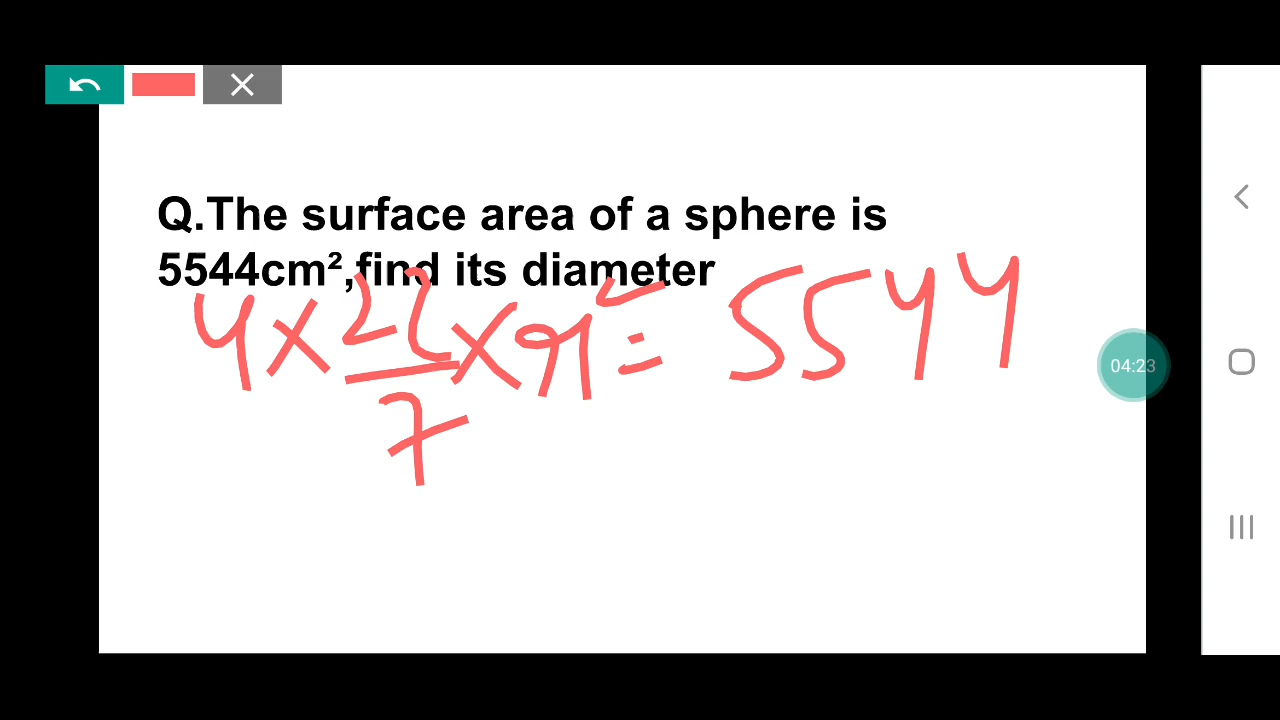 Q.The surface area of a sphere is
5544cm²,find its diameter
4 × 22/7 × r² = 5544
04:23